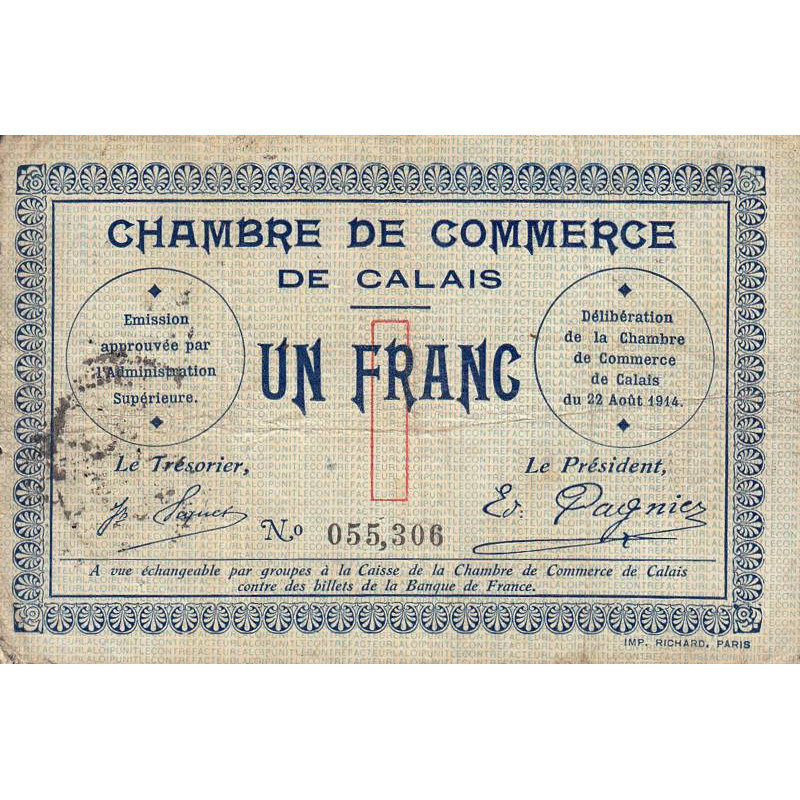 CHAMBRE DE COMMERCE
DE CALAIS
Emission
approuvée par
l'Administration
Supérieure.
UN FRANC
Délibération
de la Chambre
de Commerce
de Calais
du 22 Août 1914.
Le Trésorier,
Le Président,
Ed. Pagniez
No 055,306
A vue échangeable par groupes à la Caisse de la Chambre de Commerce de Calais
contre des billets de la Banque de France.
IMP. RICHARD, PARIS